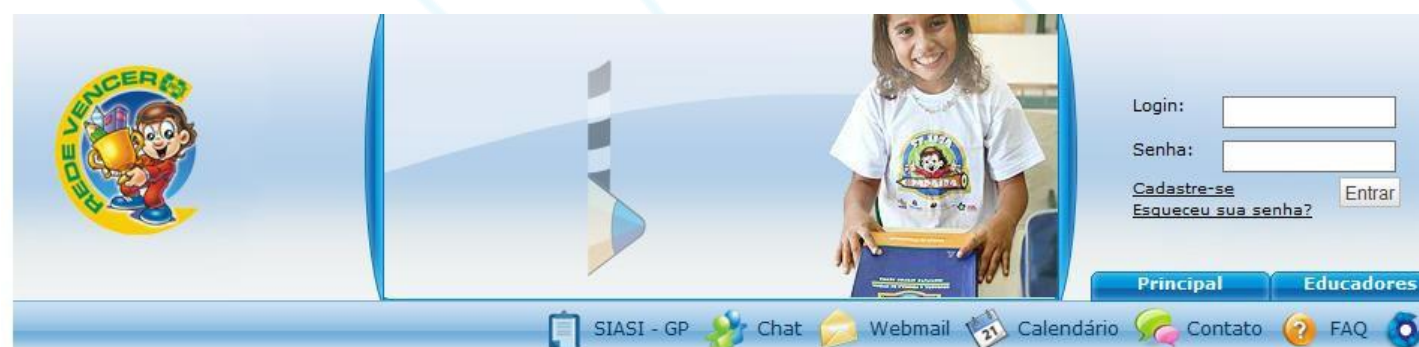 REDE VENCER
Login:
Senha:
Cadastre-se
Entrar
Esqueceu sua senha?
Principal
Educadores
SIASI - GP
Chat
Webmail
21
Calendário
Contato
?
FAQ